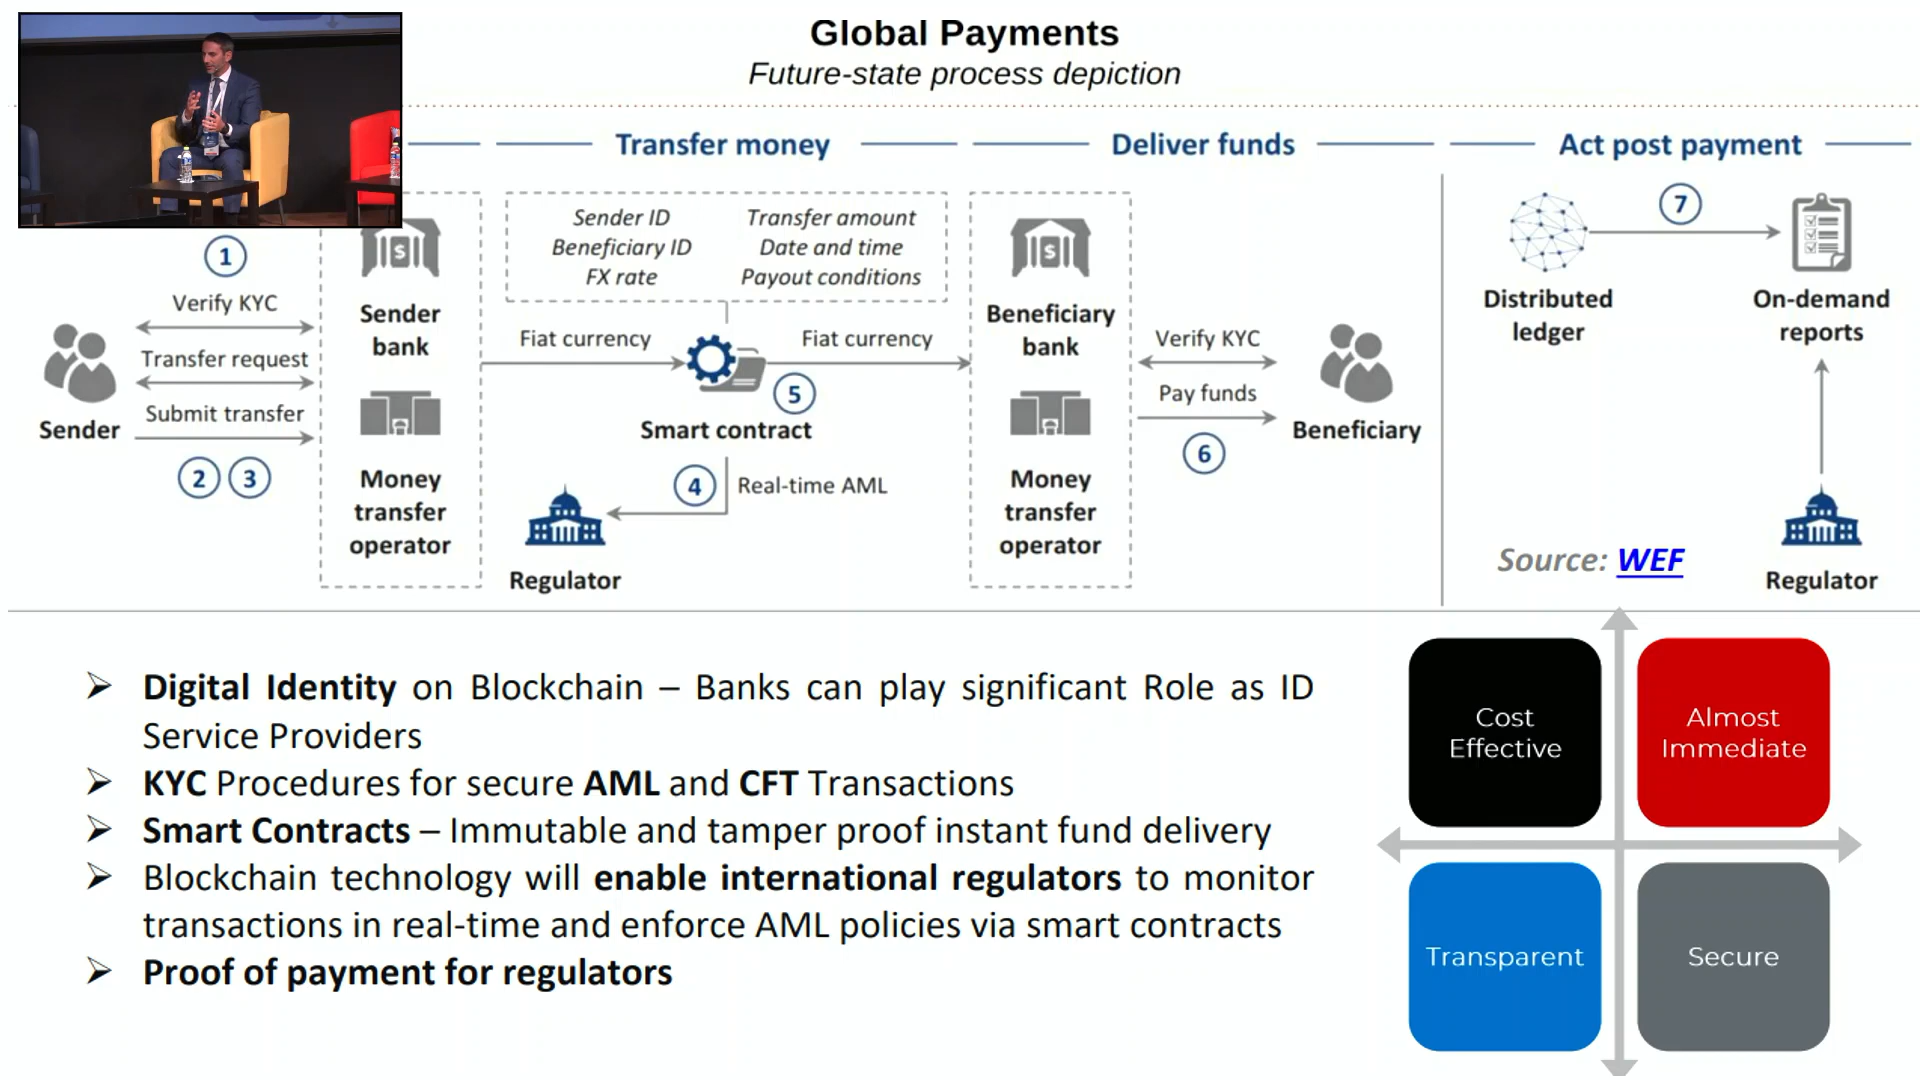 Global Payments
Future-state process depiction
Transfer money
Deliver funds
Act post payment
1
Verify KYC
Transfer request
Submit transfer
2 3
Sender
$
Sender
bank
Money
transfer
operator
Sender ID
Beneficiary ID
FX rate
Transfer amount
Date and time
Payout conditions
Fiat currency
Fiat currency
5
Smart contract
4
Real-time AML
Regulator
$
Beneficiary
bank
Money
transfer
operator
Verify KYC
Pay funds
6
Beneficiary
7
Distributed
ledger
On-demand
reports
Regulator
Source: WEF
Digital Identity on Blockchain – Banks can play significant Role as ID
Service Providers
KYC Procedures for secure AML and CFT Transactions
Smart Contracts – Immutable and tamper proof instant fund delivery
Blockchain technology will enable international regulators to monitor
transactions in real-time and enforce AML policies via smart contracts
Proof of payment for regulators
Cost
Effective
Almost
Immediate
Transparent
Secure